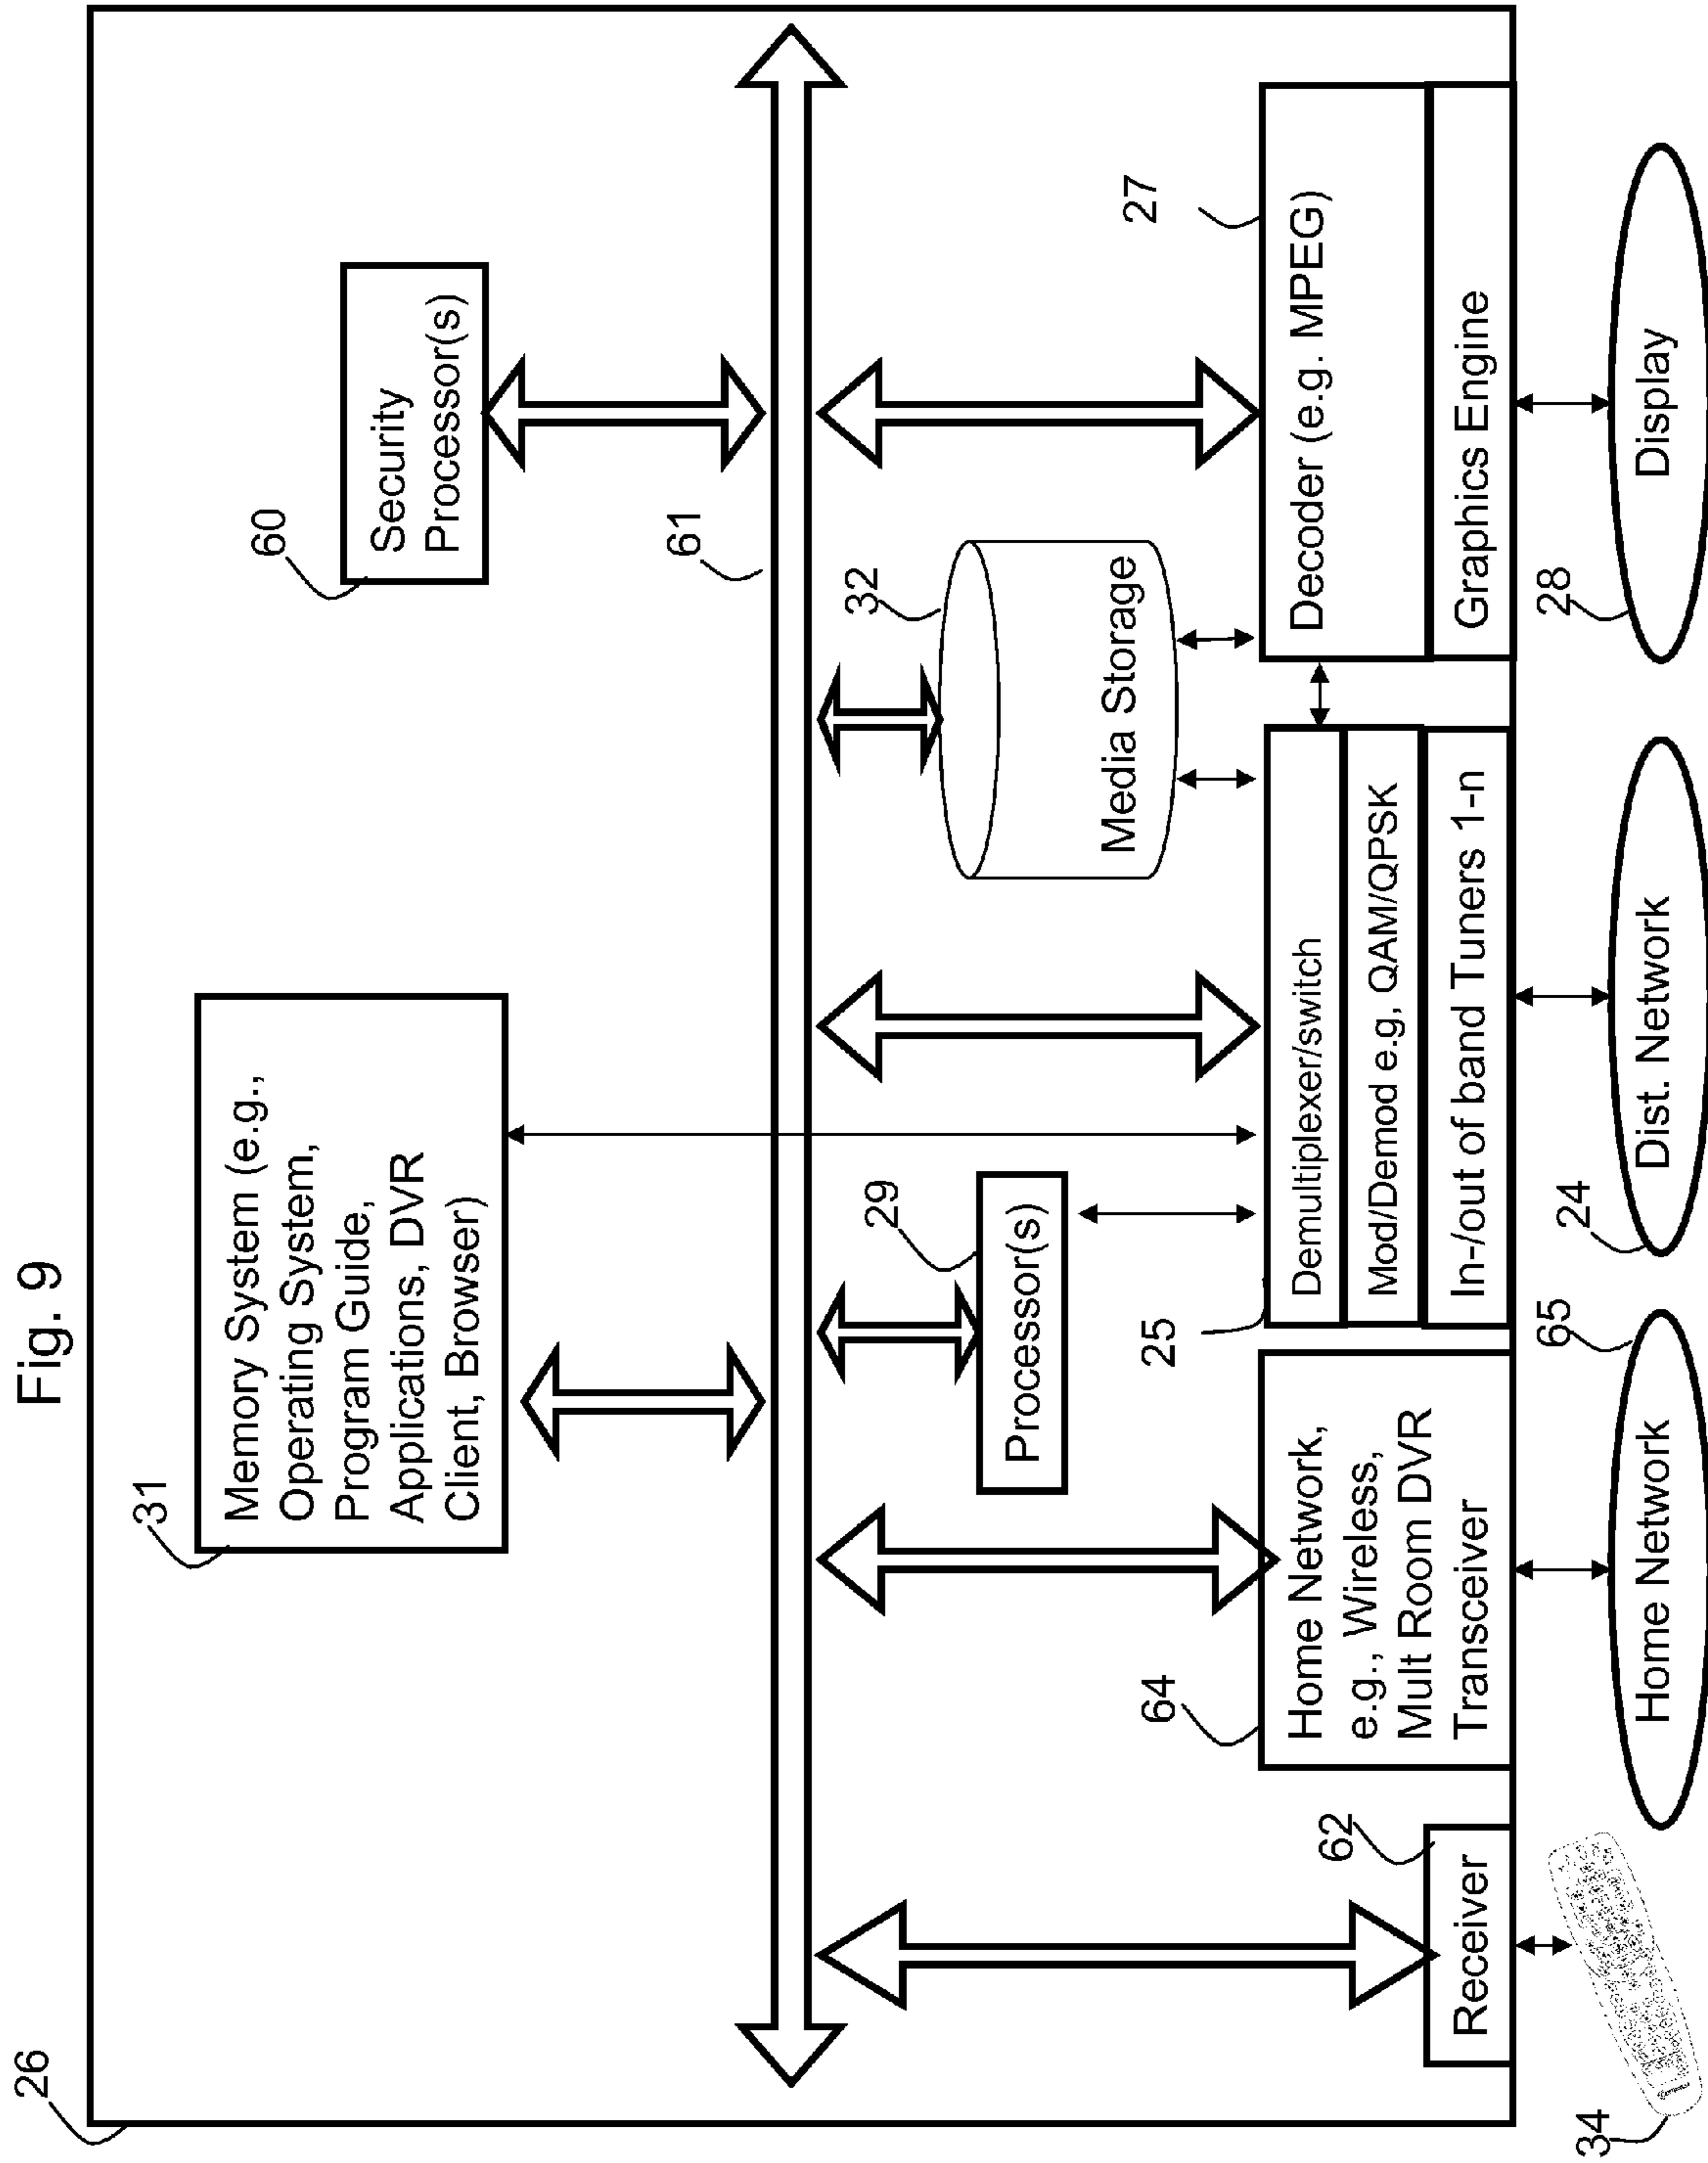 Fig. 9
26
31
Memory System (e.g.,
Operating System,
Program Guide,
Applications, DVR
Client, Browser)
60
Security
Processor(s)
61
32
Media Storage
29
Processor(s)
62
Receiver
64
Home Network,
e.g., Wireless,
Mult Room DVR
Transceiver
25
Demultiplexer/switch
Mod/Demod e.g, QAM/QPSK
In-/out of band Tuners 1-n
27
Decoder (e.g. MPEG)
Graphics Engine
34
65
Home Network
24
Dist. Network
28
Display